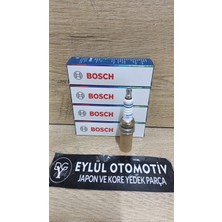 BOSCH
BOSCH
BOSCH
BOSCH
EYLÜL OTOMOTİV
JAPON VE KORE YEDEK PARÇA